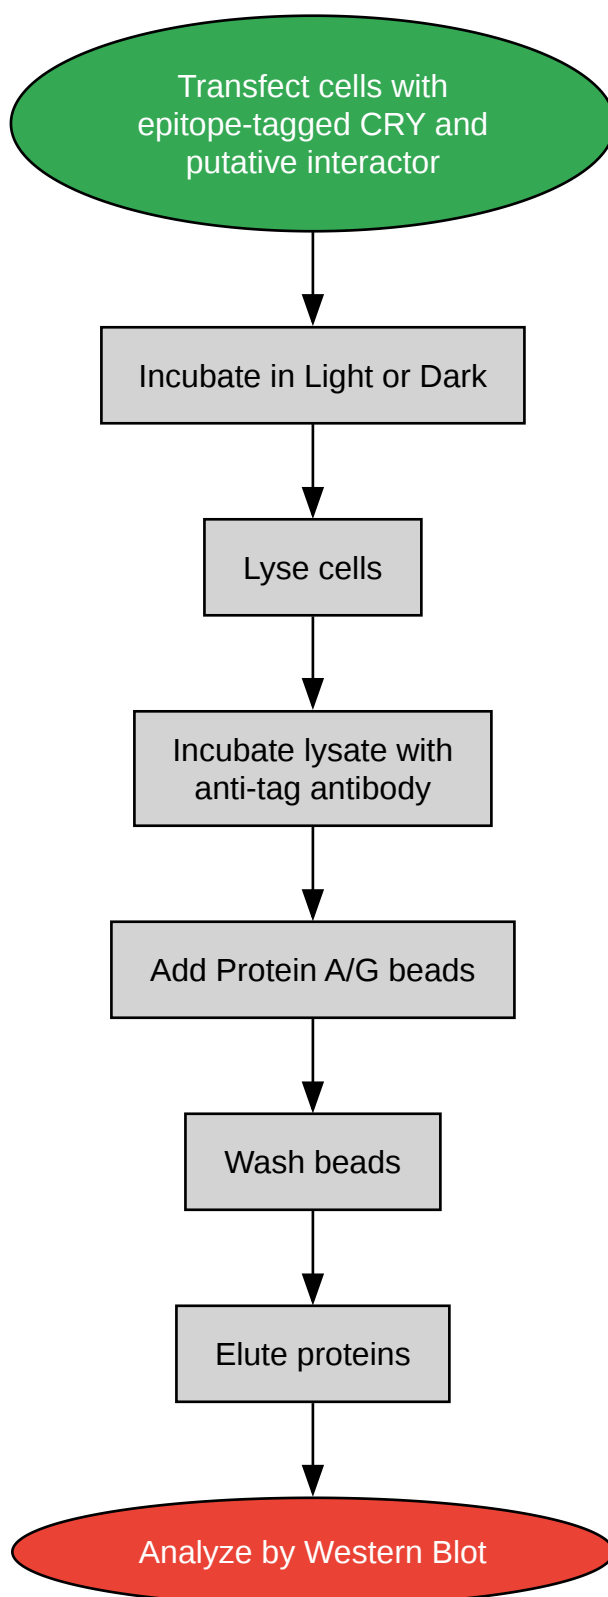 Transfect cells with
epitope-tagged CRY and
putative interactor
Incubate in Light or Dark
Lyse cells
Incubate lysate with
anti-tag antibody
Add Protein A/G beads
Wash beads
Elute proteins
Analyze by Western Blot